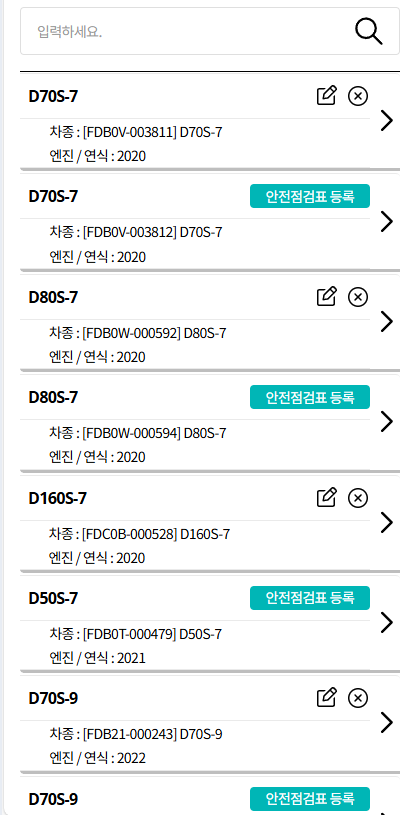 입력하세요.
D70S-7
차종 : [FDB0V-003811] D70S-7
엔진 / 연식 : 2020
D70S-7 안전점검표 등록
차종 : [FDB0V-003812] D70S-7
엔진 / 연식 : 2020
D80S-7
차종 : [FDB0W-000592] D80S-7
엔진 / 연식 : 2020
D80S-7 안전점검표 등록
차종 : [FDB0W-000594] D80S-7
엔진 / 연식 : 2020
D160S-7
차종 : [FDC0B-000528] D160S-7
엔진 / 연식 : 2020
D50S-7 안전점검표 등록
차종 : [FDB0T-000479] D50S-7
엔진 / 연식 : 2021
D70S-9
차종 : [FDB21-000243] D70S-9
엔진 / 연식 : 2022
D70S-9 안전점검표 등록